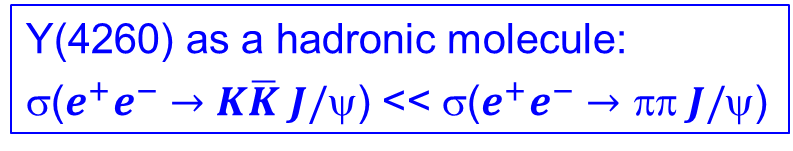 Y(4260) as a hadronic molecule:
σ(e⁺e⁻ → KK̅ J/ψ) << σ(e⁺e⁻ → ππ J/ψ)